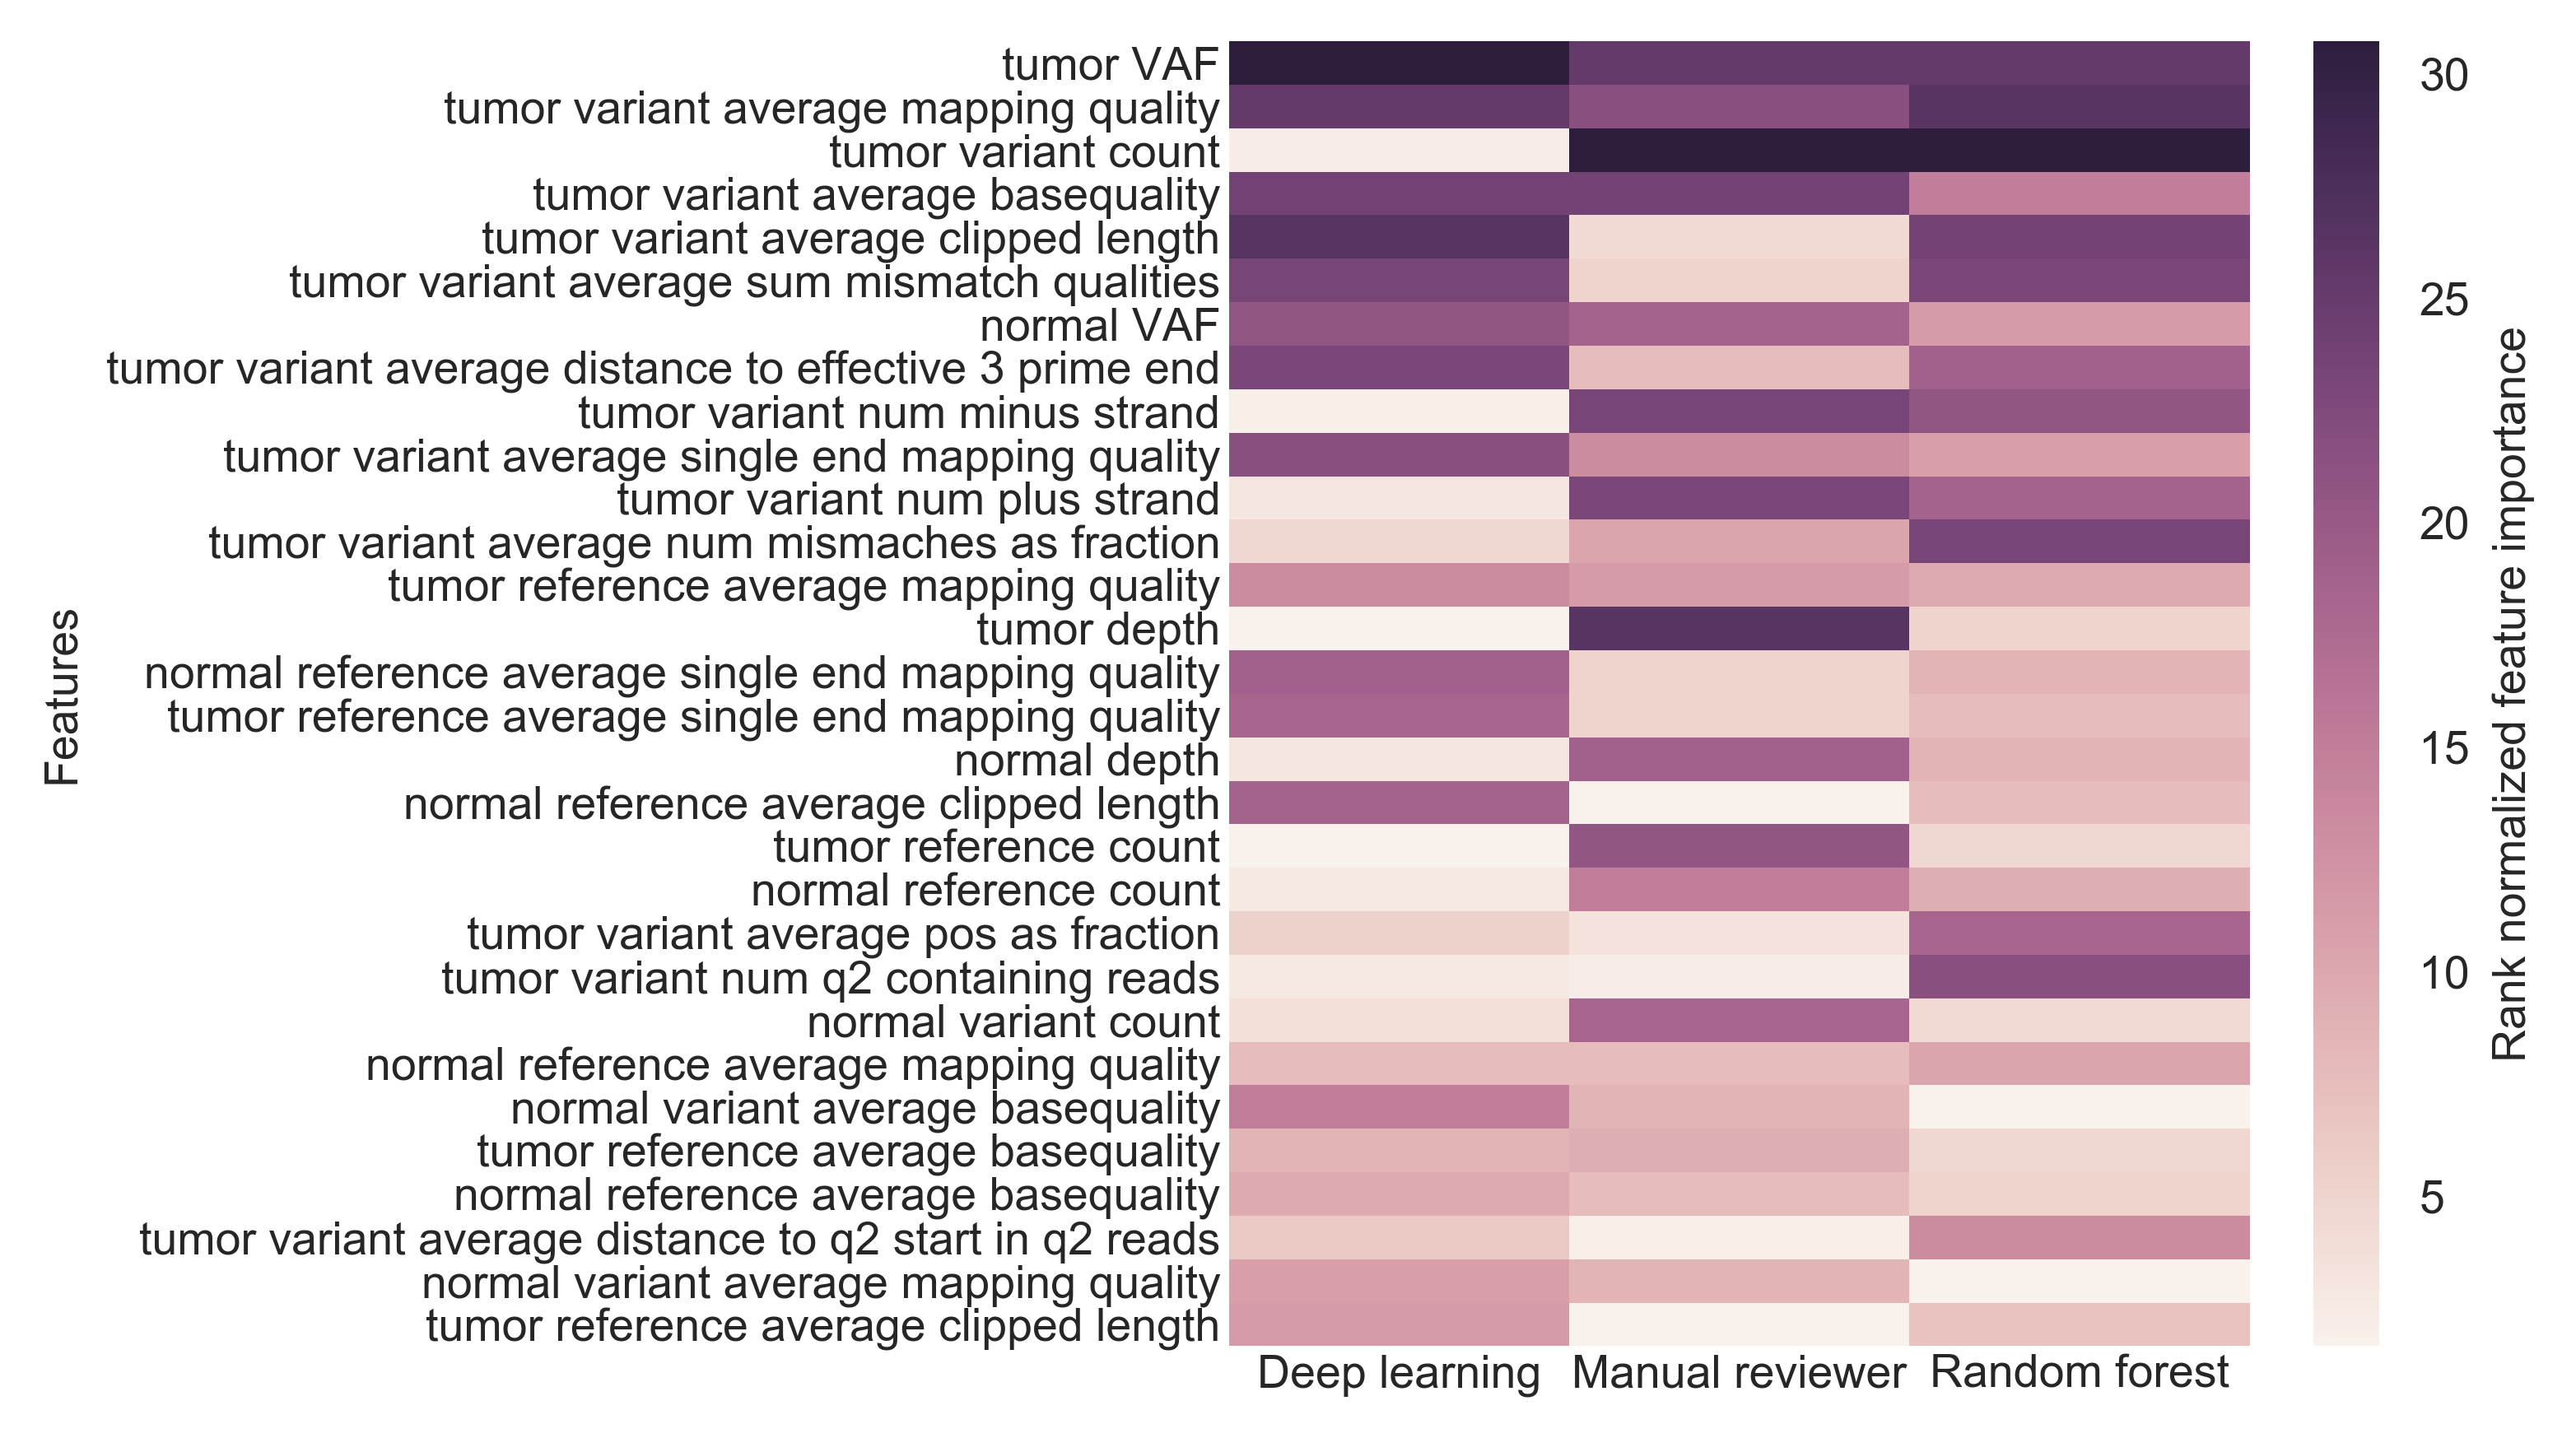 tumor VAF
tumor variant average mapping quality
tumor variant count
tumor variant average basequality
tumor variant average clipped length
tumor variant average sum mismatch qualities
normal VAF
tumor variant average distance to effective 3 prime end
tumor variant num minus strand
tumor variant average single end mapping quality
tumor variant num plus strand
tumor variant average num mismaches as fraction
tumor reference average mapping quality
tumor depth
normal reference average single end mapping quality
tumor reference average single end mapping quality
normal depth
normal reference average clipped length
tumor reference count
normal reference count
tumor variant average pos as fraction
tumor variant num q2 containing reads
normal variant count
normal reference average mapping quality
normal variant average basequality
tumor reference average basequality
normal reference average basequality
tumor variant average distance to q2 start in q2 reads
normal variant average mapping quality
tumor reference average clipped length
Features
Deep learning
Manual reviewer
Random forest
30
25
20
15
10
5
Rank normalized feature importance